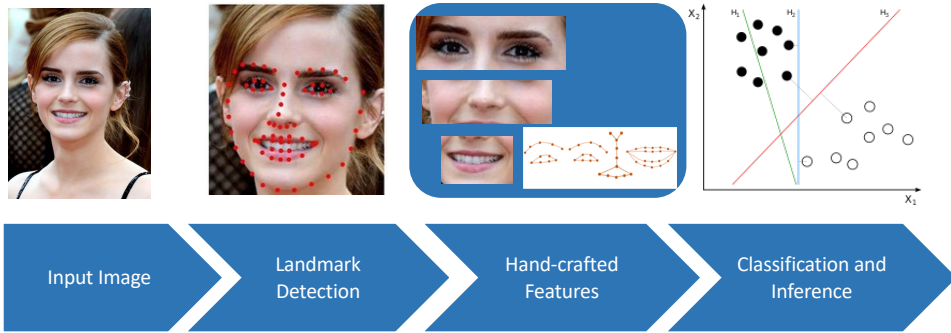 X₂
H₁
H₂
H₃
X₁
Input Image
Landmark
Detection
Hand-crafted
Features
Classification and
Inference